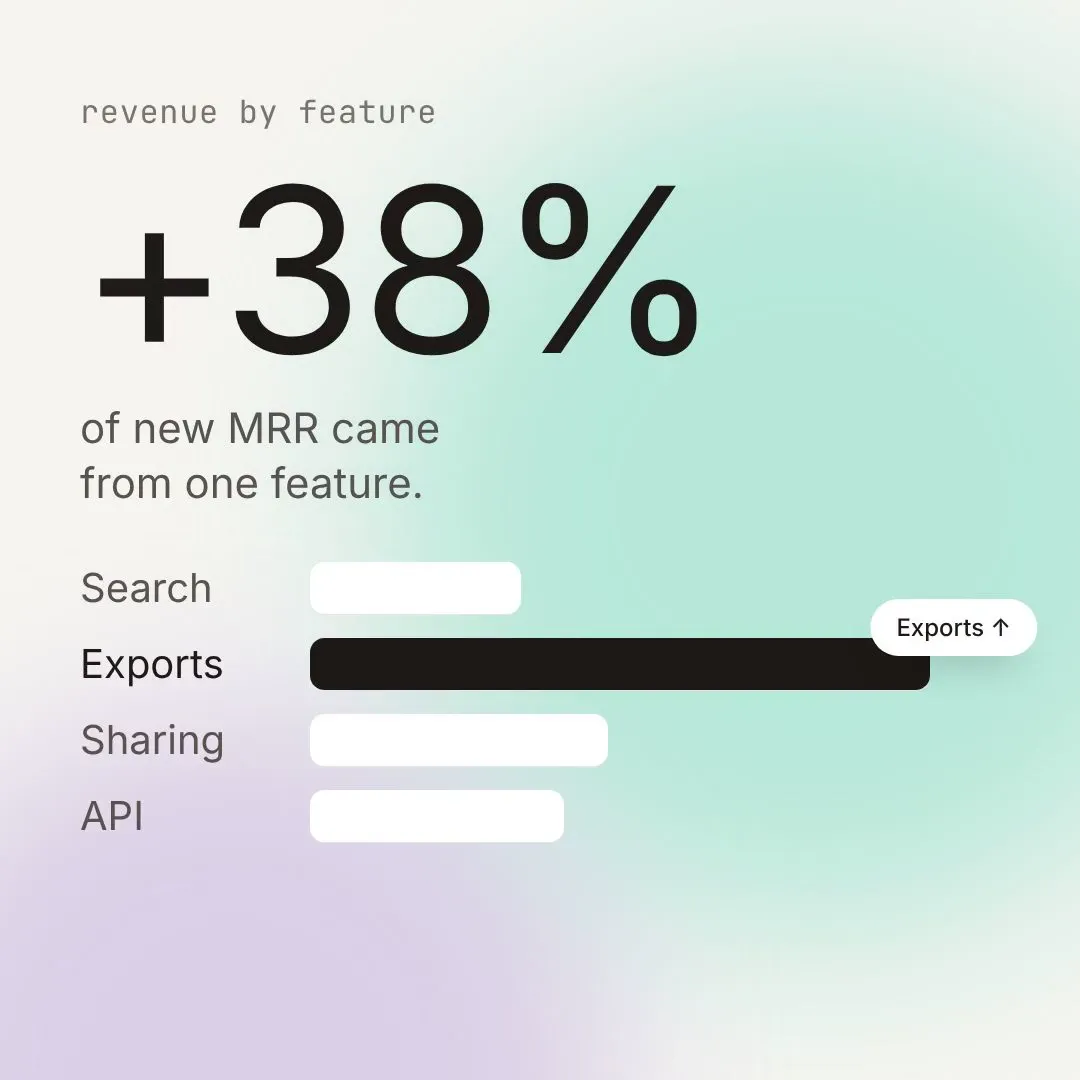 revenue by feature
+38%
of new MRR came
from one feature.
Search
Exports ↑
Exports
Sharing
API